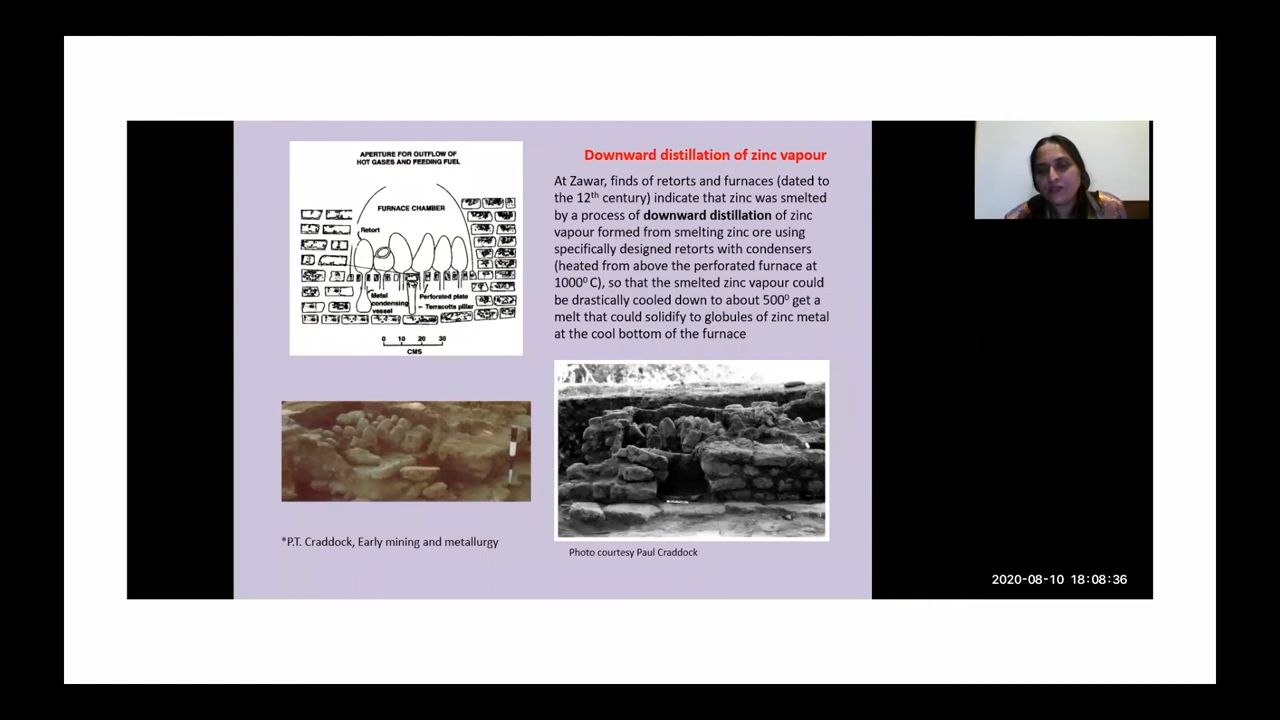 APERTURE FOR OUTFLOW OF
HOT GASES AND FEEDING FUEL
FURNACE CHAMBER
Retort
Metal
condensing
vessel
Perforated plate
Terracotta pillar
0 10 20 30
CMS
Downward distillation of zinc vapour
At Zawar, finds of retorts and furnaces (dated to
the 12th century) indicate that zinc was smelted
by a process of downward distillation of zinc
vapour formed from smelting zinc ore using
specifically designed retorts with condensers
(heated from above the perforated furnace at
1000⁰ C), so that the smelted zinc vapour could
be drastically cooled down to about 500⁰ get a
melt that could solidify to globules of zinc metal
at the cool bottom of the furnace
*P.T. Craddock, Early mining and metallurgy
Photo courtesy Paul Craddock
2020-08-10 18:08:36